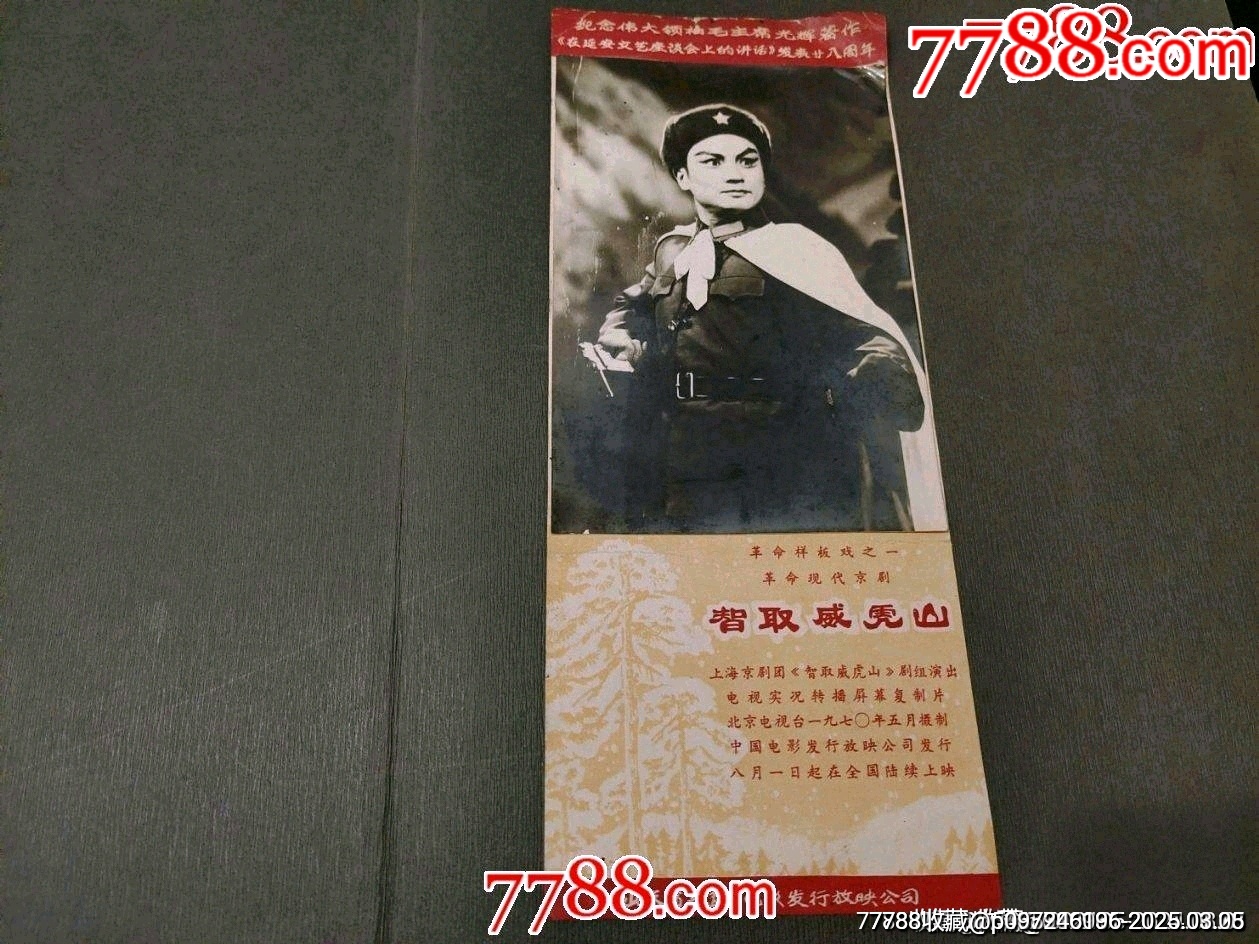 纪念伟大领袖毛主席光辉著作
《在延安文艺座谈会上的讲话》发表廿八周年
77788.com
革命样板戏之一
革命现代京剧
智取威虎山
上海京剧团《智取威虎山》剧组演出
电视实况转播屏幕复制片
北京电视台一九七〇年五月摄制
中国电影发行放映公司发行
八月一日起在全国陆续上映
7788.com
发行放映公司